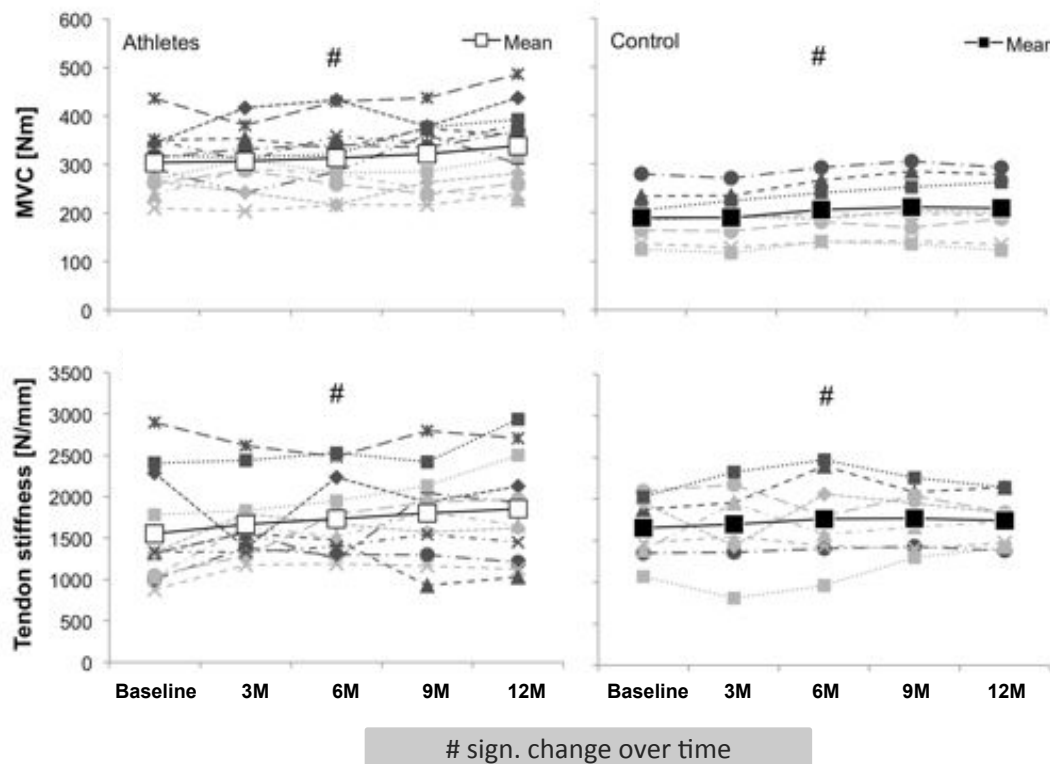 600
500
400
300
200
100
0
MVC [Nm]
Athletes
Mean
#
Control
Mean
#
3500
3000
2500
2000
1500
1000
500
0
Tendon stiffness [N/mm]
#
#
Baseline 3M 6M 9M 12M
Baseline 3M 6M 9M 12M
# sign. change over time